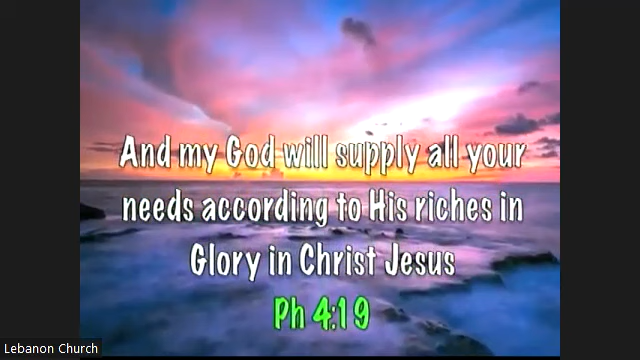 And my God will supply all your
needs according to His riches in
Glory in Christ Jesus
Ph 4:19
Lebanon Church